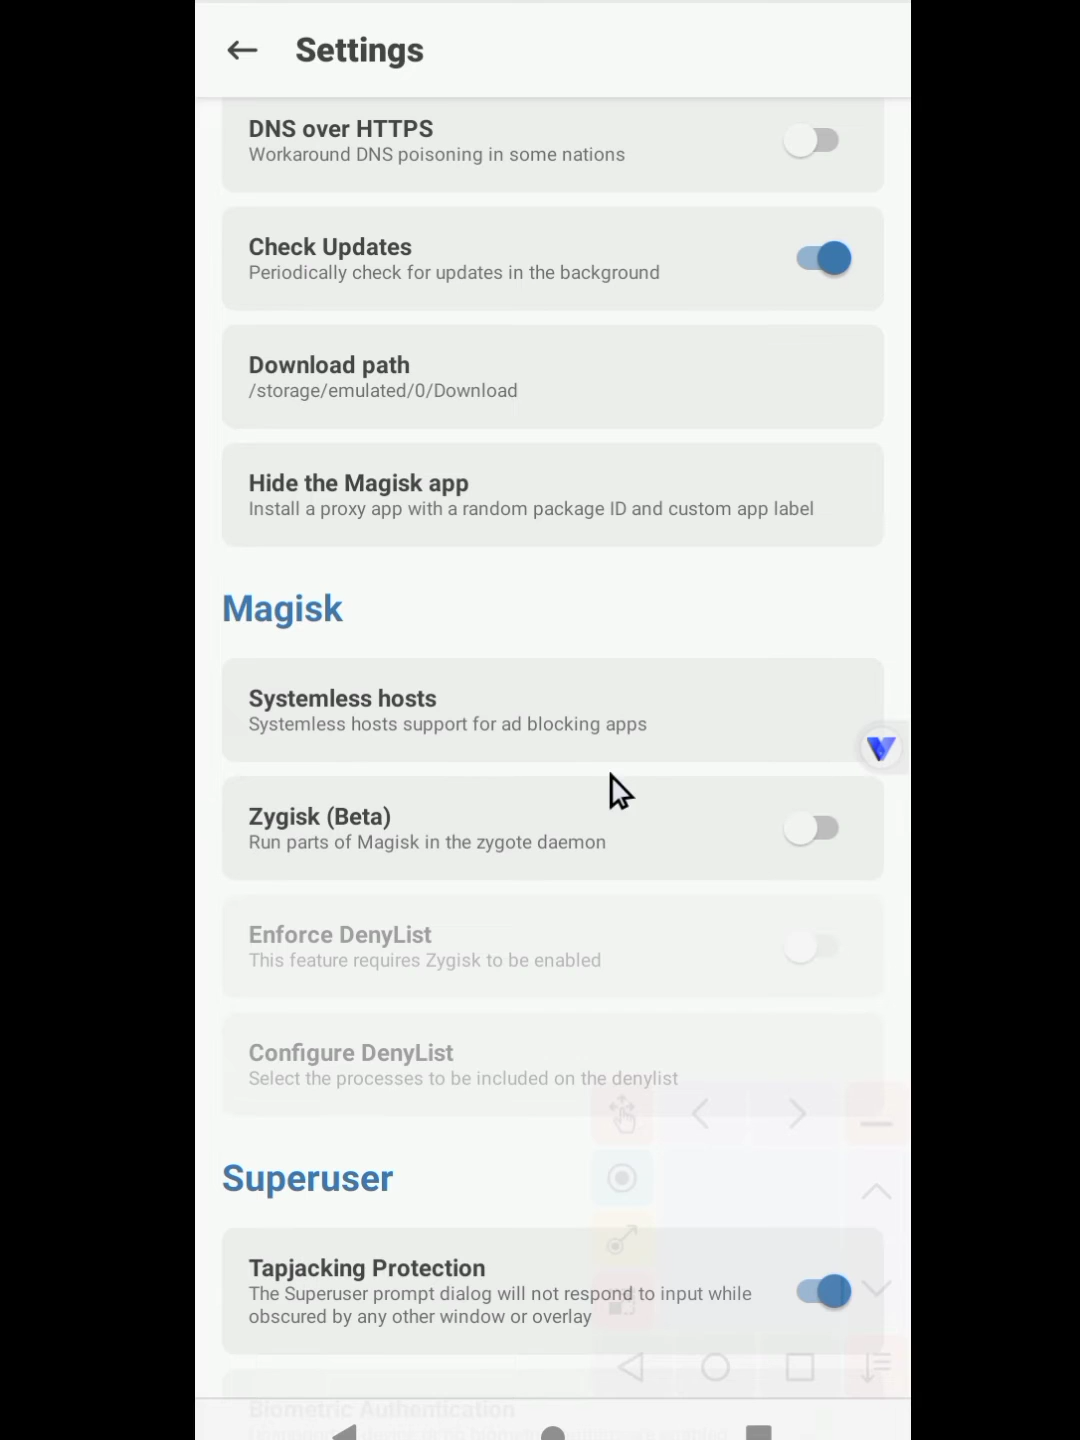 Settings
DNS over HTTPS
Workaround DNS poisoning in some nations
Check Updates
Periodically check for updates in the background
Download path
/storage/emulated/0/Download
Hide the Magisk app
Install a proxy app with a random package ID and custom app label
Magisk
Systemless hosts
Systemless hosts support for ad blocking apps
Zygisk (Beta)
Run parts of Magisk in the zygote daemon
Enforce DenyList
This feature requires Zygisk to be enabled
Configure DenyList
Select the processes to be included on the denylist
Superuser
Tapjacking Protection
The Superuser prompt dialog will not respond to input while
obscured by any other window or overlay
Biometric Authentication